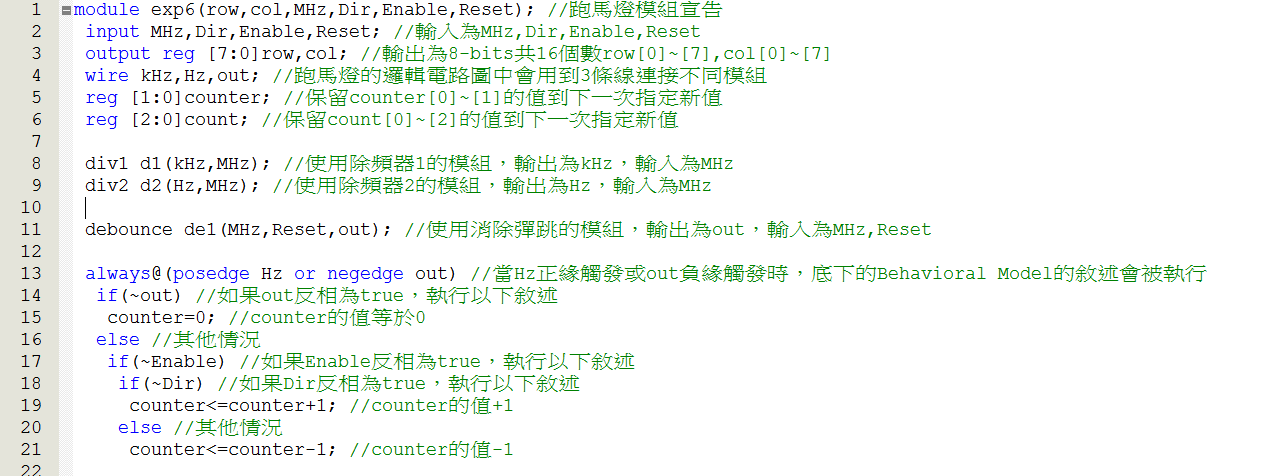 1 module exp6(row,col,MHz,Dir,Enable,Reset); //跑馬燈模組宣告
2 input MHz,Dir,Enable,Reset; //輸入為MHz,Dir,Enable,Reset
3 output reg [7:0]row,col; //輸出為8-bits共16個數row[0]~[7],col[0]~[7]
4 wire kHz,Hz,out; //跑馬燈的邏輯電路圖中會用到3條線連接不同模組
5 reg [1:0]counter; //保留counter[0]~[1]的值到下一次指定新值
6 reg [2:0]count; //保留count[0]~[2]的值到下一次指定新值
7
8 div1 d1(kHz,MHz); //使用除頻器1的模組，輸出為kHz，輸入為MHz
9 div2 d2(Hz,MHz); //使用除頻器2的模組，輸出為Hz，輸入為MHz
10
11 debounce de1(MHz,Reset,out); //使用消除彈跳的模組，輸出為out，輸入為MHz,Reset
12
13 always@(posedge Hz or negedge out) //當Hz正緣觸發或out負緣觸發時，底下的Behavioral Model的敘述會被執行
14 if(~out) //如果out反相為true，執行以下敘述
15 counter=0; //counter的值等於0
16 else //其他情況
17 if(~Enable) //如果Enable反相為true，執行以下敘述
18 if(~Dir) //如果Dir反相為true，執行以下敘述
19 counter<=counter+1; //counter的值+1
20 else //其他情況
21 counter<=counter-1; //counter的值-1
22